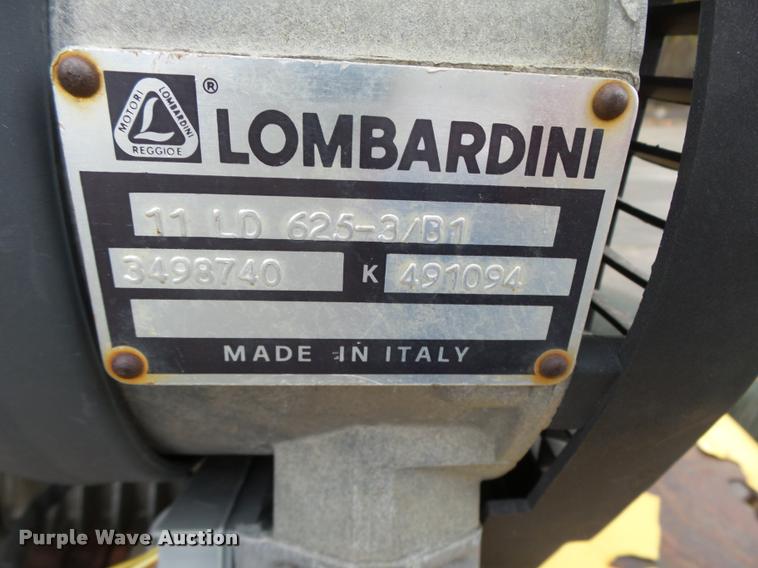 MOTORI LOMBARDINI
REGGIO E
L
® LOMBARDINI
11 LD 625-3/B1
3498740 K 491094
MADE IN ITALY
Purple Wave Auction